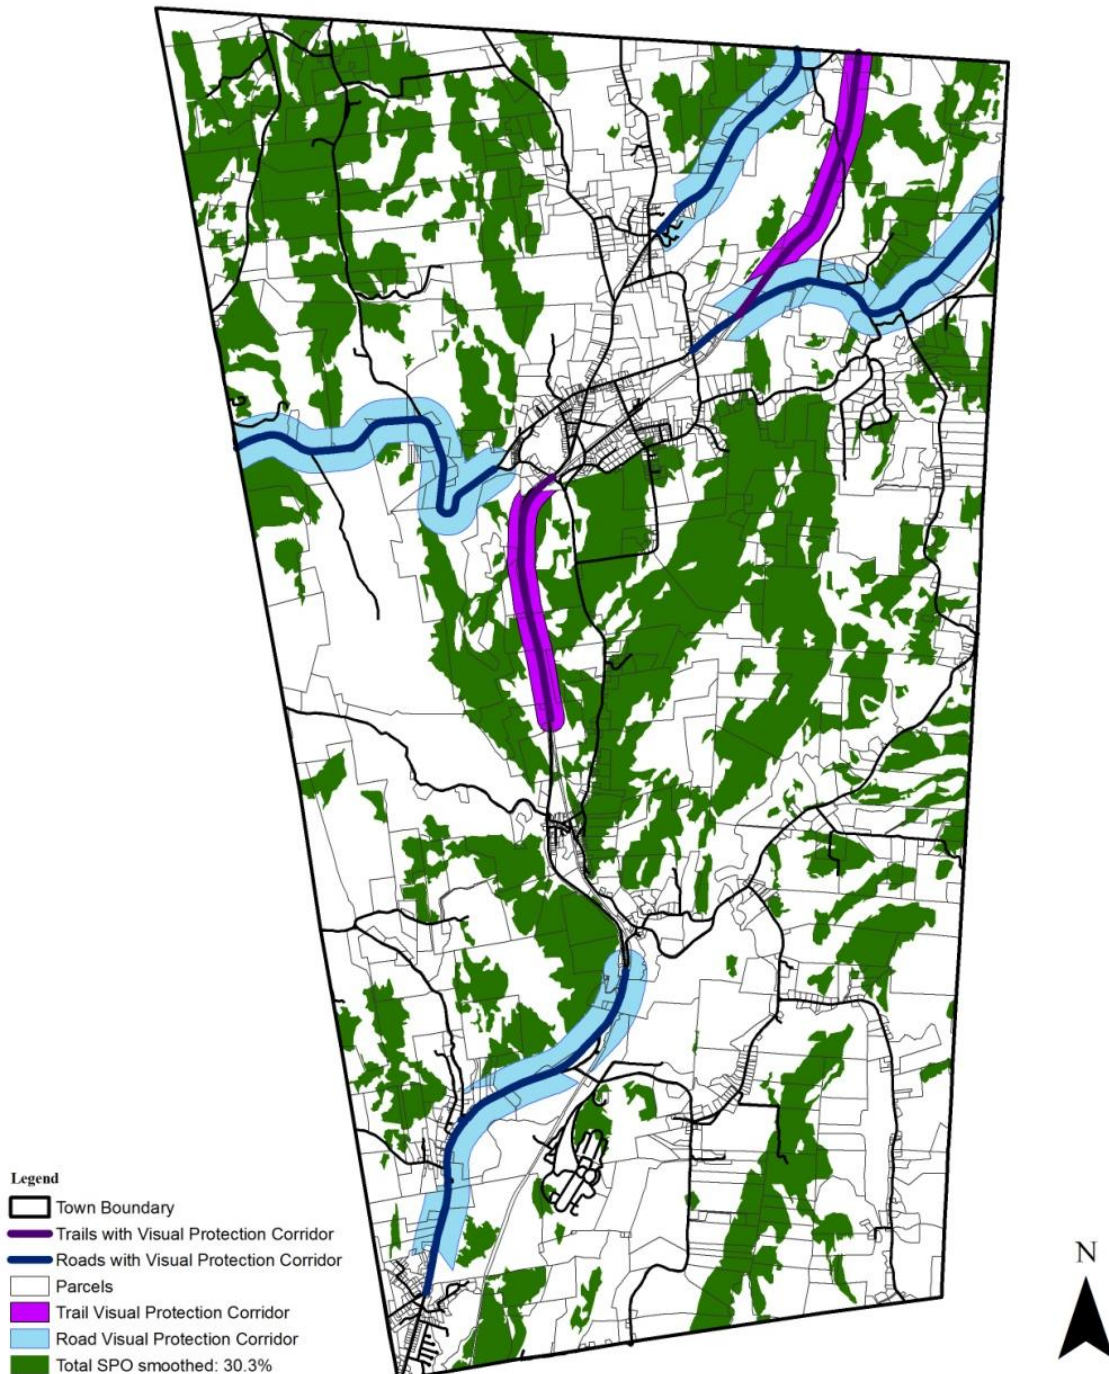 Legend
Town Boundary
Trails with Visual Protection Corridor
Roads with Visual Protection Corridor
Parcels
Trail Visual Protection Corridor
Road Visual Protection Corridor
Total SPO smoothed: 30.3%
N